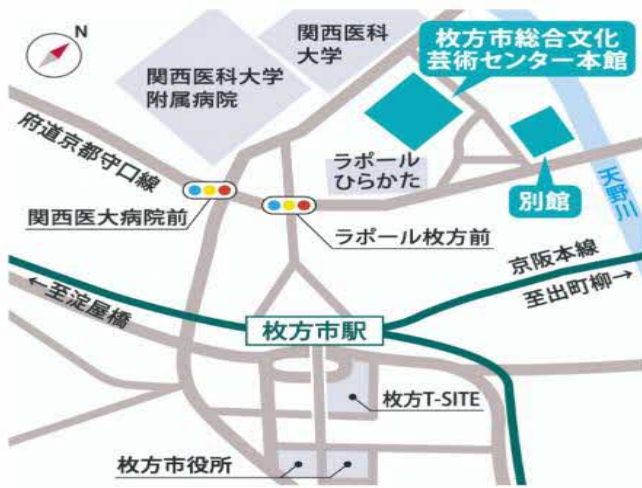 N
関西医科
大学
枚方市総合文化
芸術センター本館
関西医科大学
附属病院
府道京都守口線
ラポール
ひらかた
別館
天野川
関西医大病院前
ラポール枚方前
京阪本線
至出町柳→
←至淀屋橋
枚方市駅
枚方T-SITE
枚方市役所